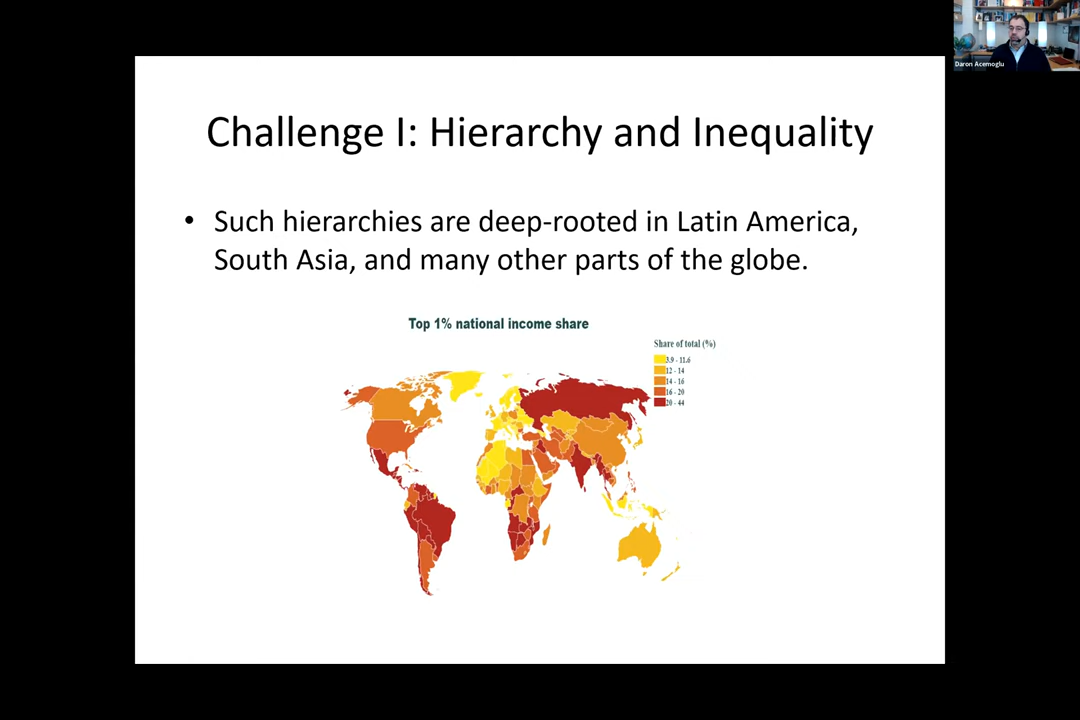 Daron Acemoglu
Challenge I: Hierarchy and Inequality
• Such hierarchies are deep-rooted in Latin America,
South Asia, and many other parts of the globe.
Top 1% national income share
Share of total (%)
3.9 - 11.6
12 - 14
14 - 16
16 - 20
20 - 44